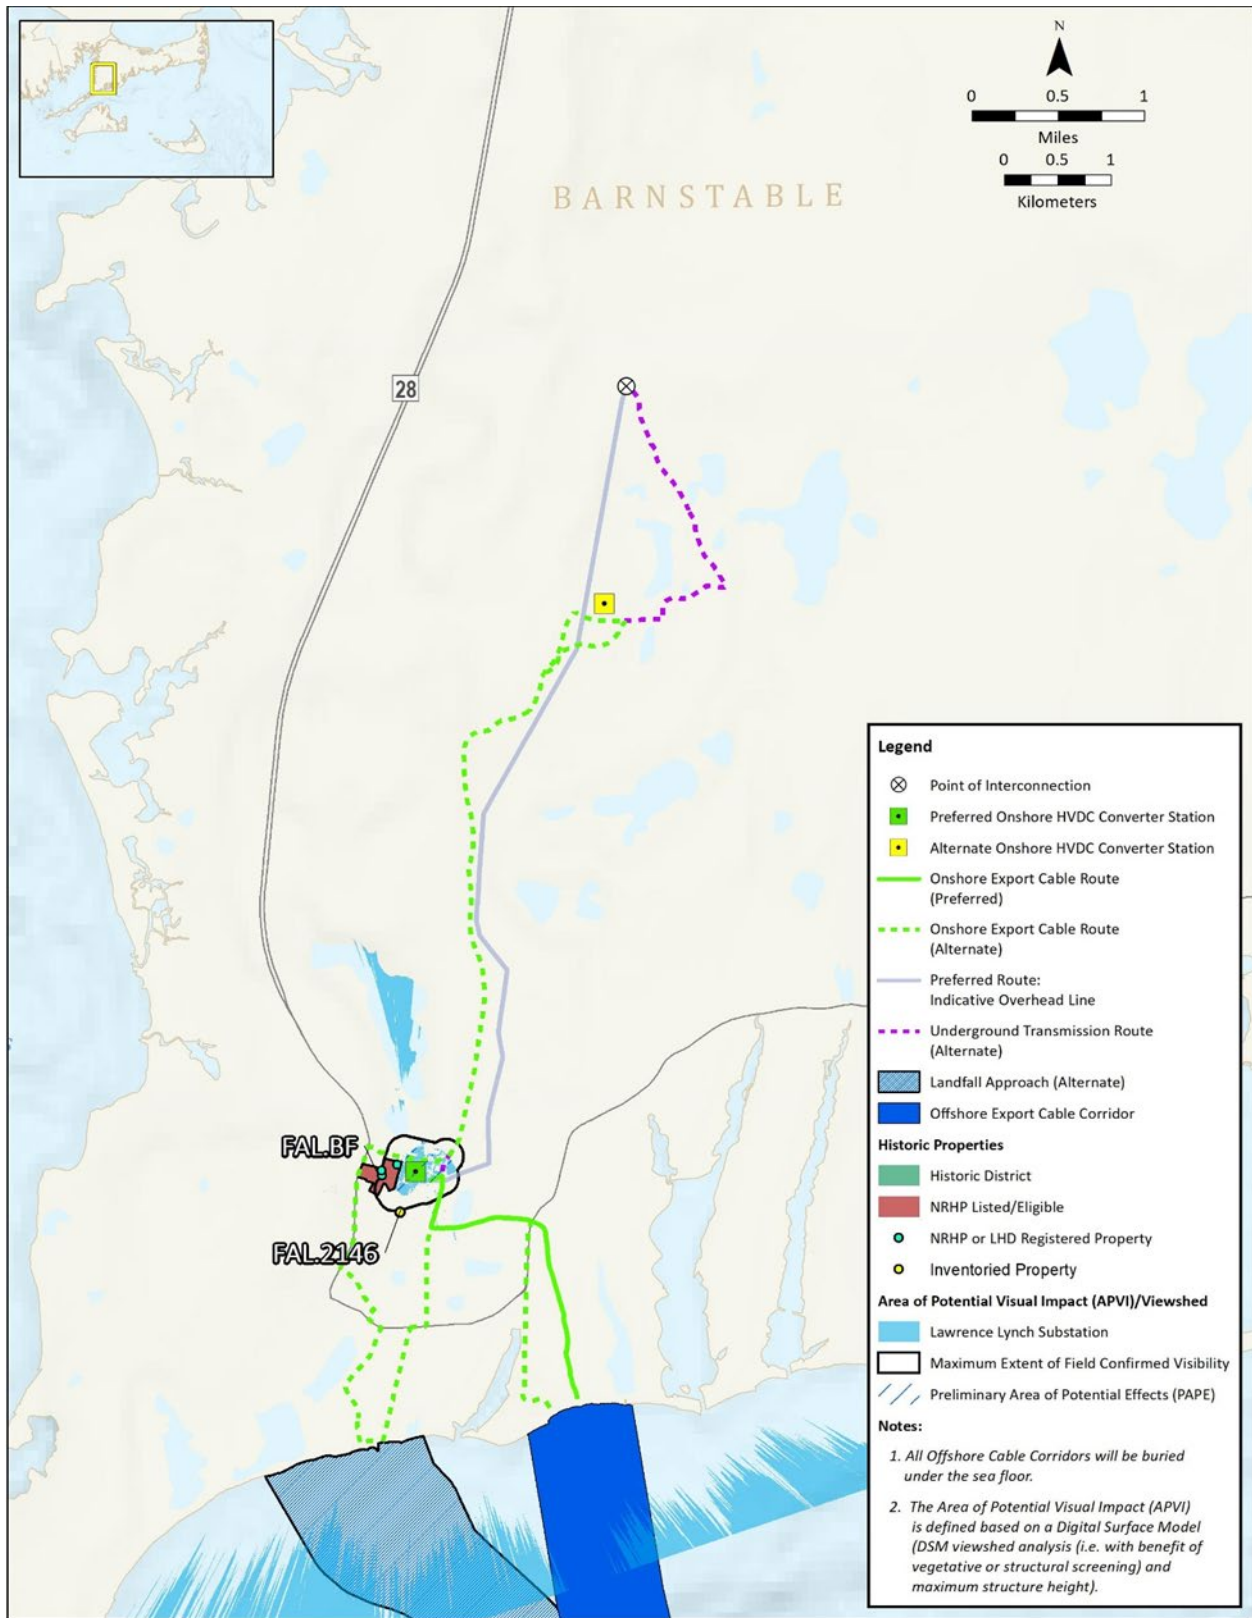 N
0 0.5 1
Miles
0 0.5 1
Kilometers
BARNSTABLE
28
FAL.BF
FAL.2146
Legend
Point of Interconnection
Preferred Onshore HVDC Converter Station
Alternate Onshore HVDC Converter Station
Onshore Export Cable Route
(Preferred)
Onshore Export Cable Route
(Alternate)
Preferred Route:
Indicative Overhead Line
Underground Transmission Route
(Alternate)
Landfall Approach (Alternate)
Offshore Export Cable Corridor
Historic Properties
Historic District
NRHP Listed/Eligible
NRHP or LHD Registered Property
Inventoried Property
Area of Potential Visual Impact (APVI)/Viewshed
Lawrence Lynch Substation
Maximum Extent of Field Confirmed Visibility
Preliminary Area of Potential Effects (PAPE)
Notes:
1. All Offshore Cable Corridors will be buried
under the sea floor.
2. The Area of Potential Visual Impact (APVI)
is defined based on a Digital Surface Model
(DSM viewshed analysis (i.e. with benefit of
vegetative or structural screening) and
maximum structure height).